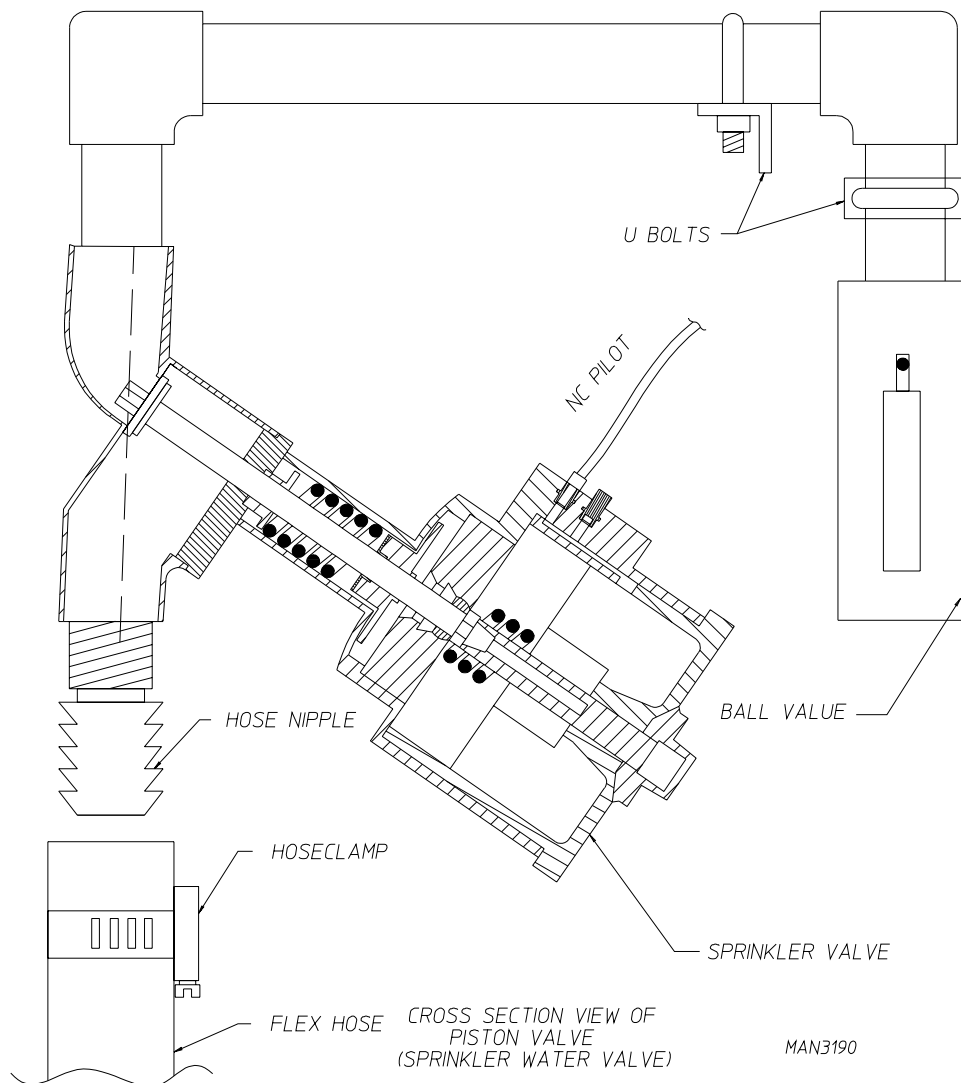 U BOLTS
NC PILOT
BALL VALUE
HOSE NIPPLE
HOSECLAMP
SPRINKLER VALVE
FLEX HOSE
CROSS SECTION VIEW OF
PISTON VALVE
(SPRINKLER WATER VALVE)
MAN3190